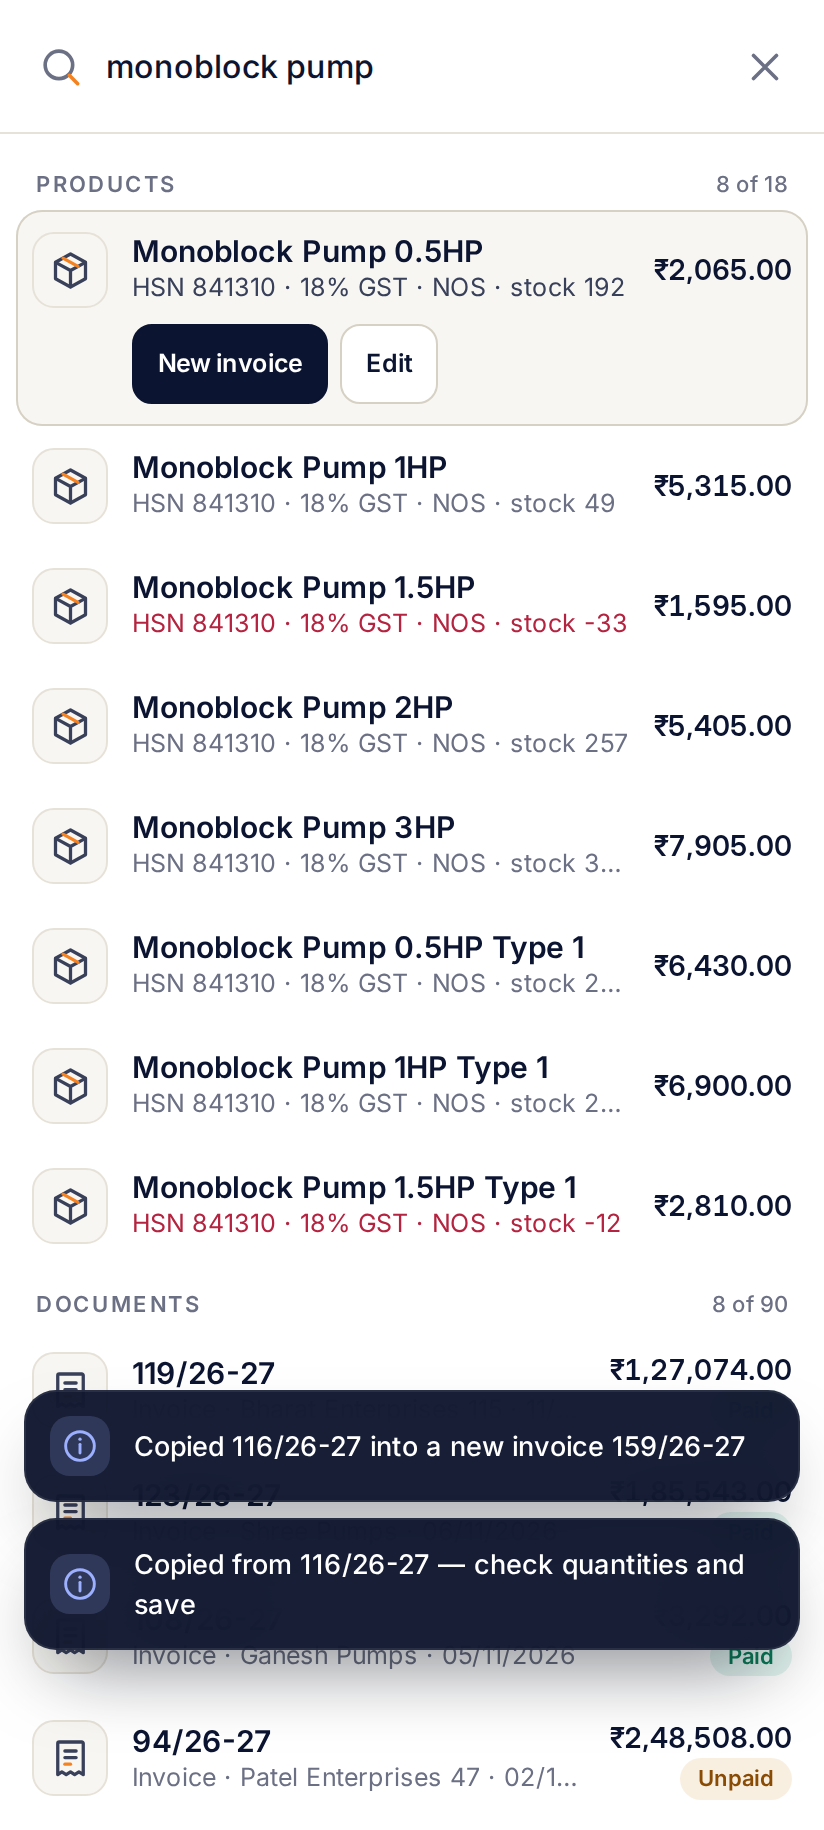 monoblock pump
PRODUCTS
8 of 18
Monoblock Pump 0.5HP
HSN 841310 · 18% GST · NOS · stock 192
₹2,065.00
New invoice
Edit
Monoblock Pump 1HP
HSN 841310 · 18% GST · NOS · stock 49
₹5,315.00
Monoblock Pump 1.5HP
HSN 841310 · 18% GST · NOS · stock -33
₹1,595.00
Monoblock Pump 2HP
HSN 841310 · 18% GST · NOS · stock 257
₹5,405.00
Monoblock Pump 3HP
HSN 841310 · 18% GST · NOS · stock 3...
₹7,905.00
Monoblock Pump 0.5HP Type 1
HSN 841310 · 18% GST · NOS · stock 2...
₹6,430.00
Monoblock Pump 1HP Type 1
HSN 841310 · 18% GST · NOS · stock 2...
₹6,900.00
Monoblock Pump 1.5HP Type 1
HSN 841310 · 18% GST · NOS · stock -12
₹2,810.00
DOCUMENTS
8 of 90
119/26-27
₹1,27,074.00
Copied 116/26-27 into a new invoice 159/26-27
123/26-27
₹1,85,543.00
Copied from 116/26-27 — check quantities and
save
Invoice · Ganesh Pumps · 05/11/2026
Paid
94/26-27
₹2,48,508.00
Invoice · Patel Enterprises 47 · 02/1...
Unpaid